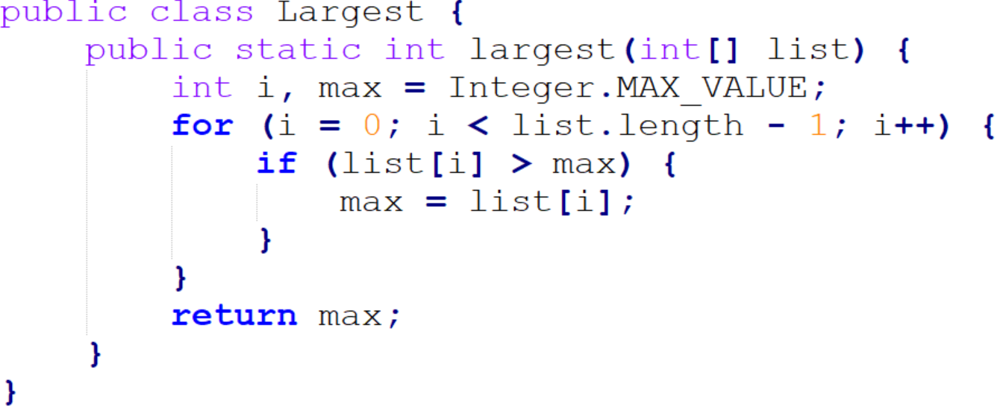 public class Largest {
    public static int largest(int[] list) {
        int i, max = Integer.MAX_VALUE;
        for (i = 0; i < list.length - 1; i++) {
            if (list[i] > max) {
                max = list[i];
            }
        }
        return max;
    }
}